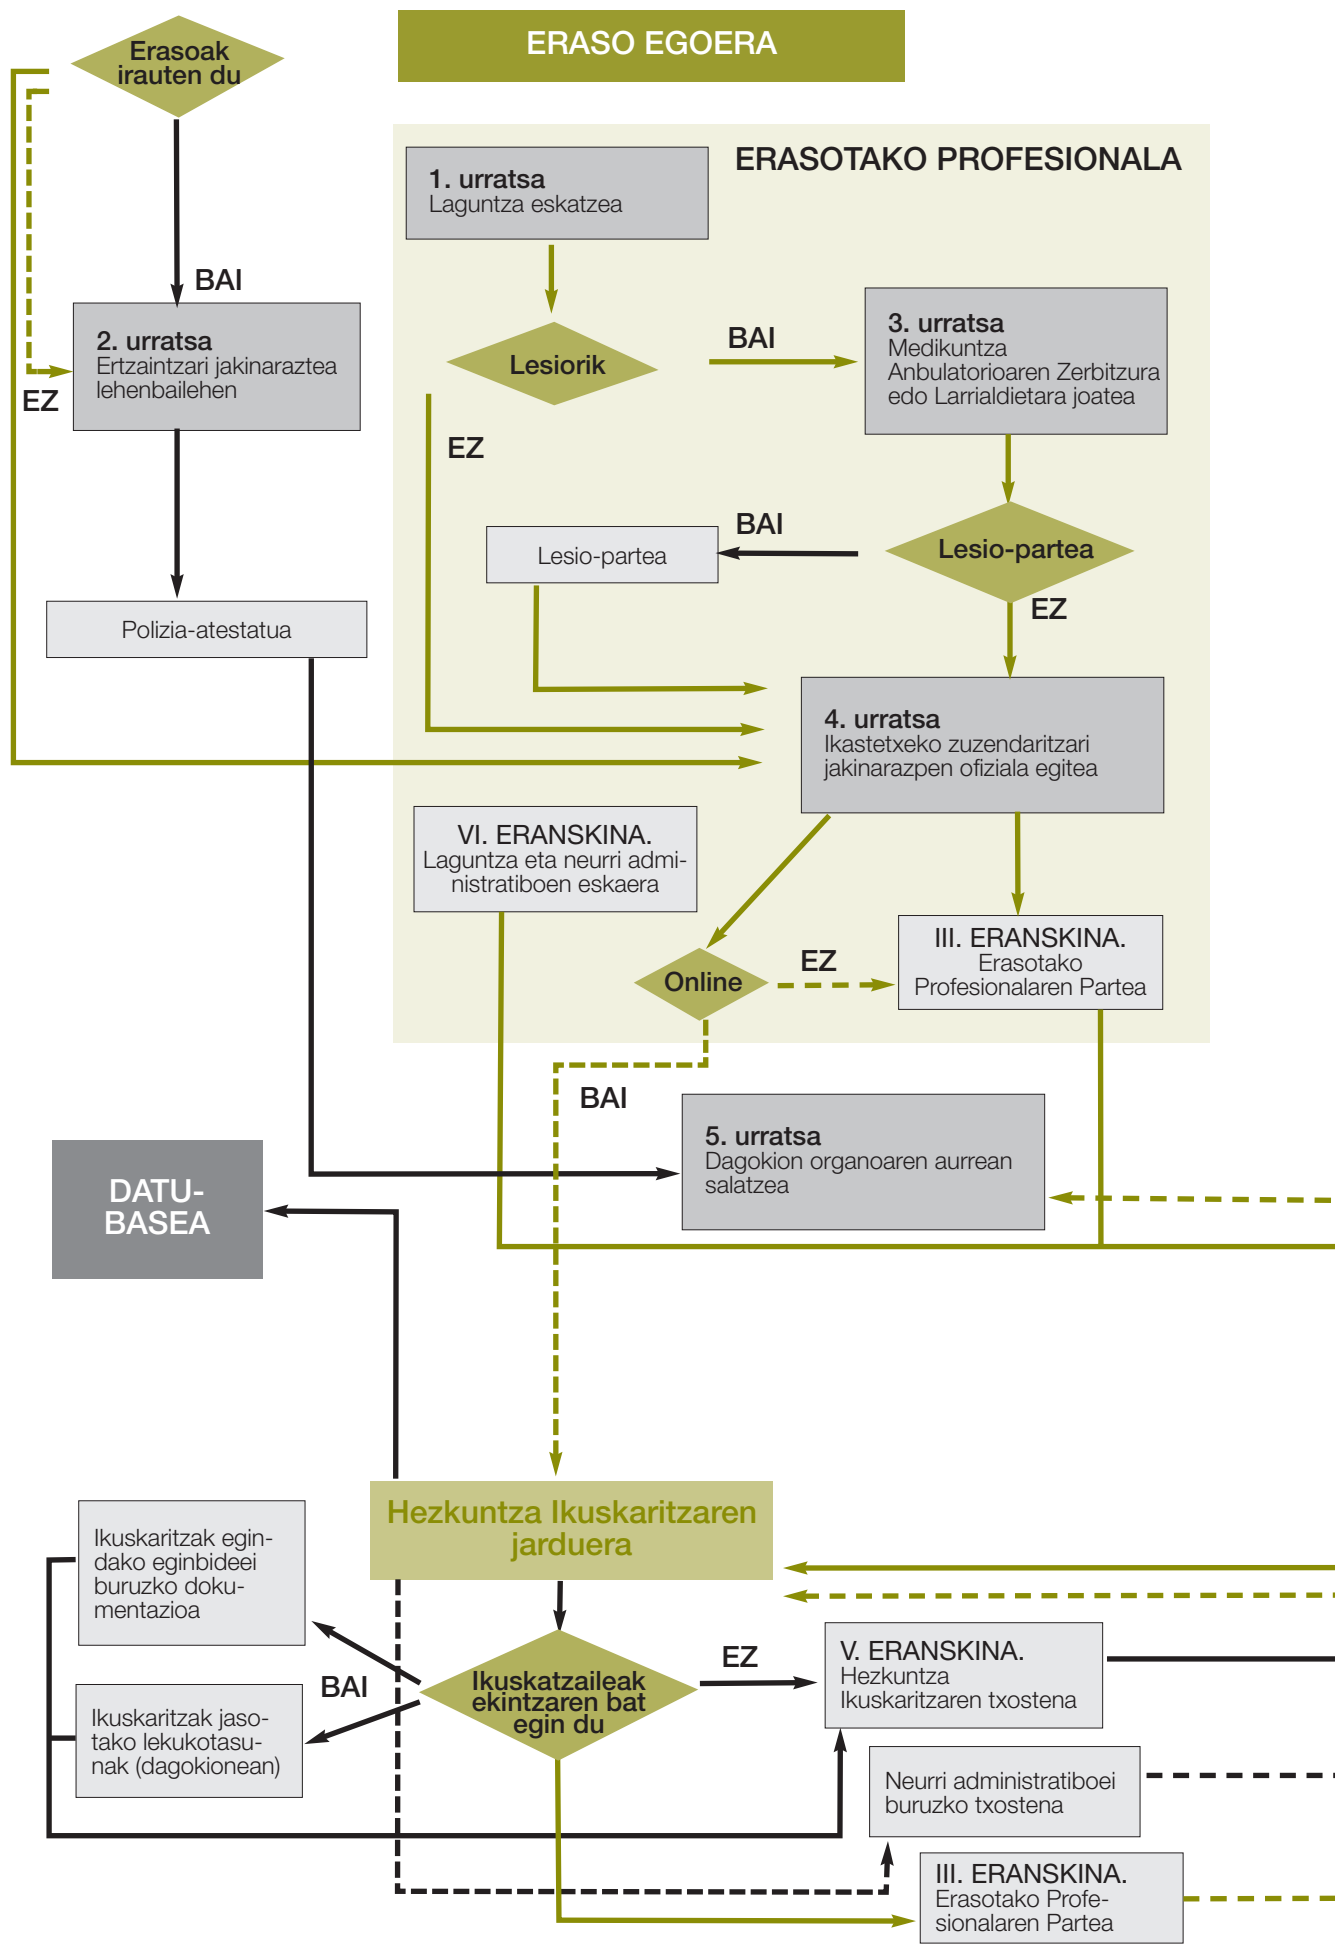 ERASO EGOERA
Erasoak
irauten du
ERASOTAKO PROFESIONALA
1. urratsa
Laguntza eskatzea
BAI
2. urratsa
Ertzaintzari jakinaraztea
lehenbailehen
EZ
Lesiorik
BAI
3. urratsa
Medikuntza
Anbulatorioaren Zerbitzura
edo Larrialdietara joatea
EZ
BAI
Lesio-partea
Lesio-partea
EZ
Polizia-atestatua
4. urratsa
Ikastetxeko zuzendaritzari
jakinarazpen ofiziala egitea
VI. ERANSKINA.
Laguntza eta neurri admi-
nistratiboen eskaera
Online
EZ
III. ERANSKINA.
Erasotako
Profesionalaren Partea
BAI
5. urratsa
Dagokion organoaren aurrean
salatzea
DATU-
BASEA
Hezkuntza Ikuskaritzaren
jarduera
Ikuskaritzak egin-
dako eginbideei
buruzko doku-
mentazioa
BAI
Ikuskatzaileak
ekintzaren bat
egin du
EZ
V. ERANSKINA.
Hezkuntza
Ikuskaritzaren txostena
Ikuskaritzak jaso-
tako lekukotasu-
nak (dagokionean)
Neurri administratiboei
buruzko txostena
III. ERANSKINA.
Erasotako Profe-
sionalaren Partea